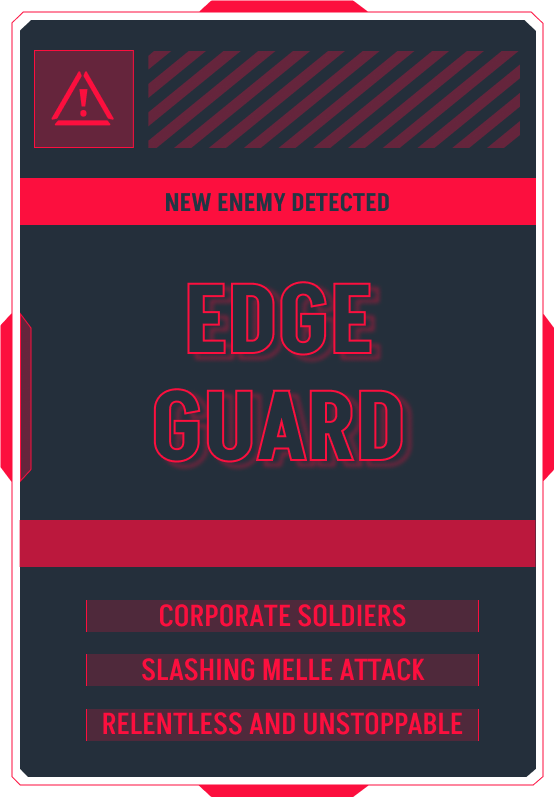 NEW ENEMY DETECTED
EDGE
GUARD
CORPORATE SOLDIERS
SLASHING MELLE ATTACK
RELENTLESS AND UNSTOPPABLE